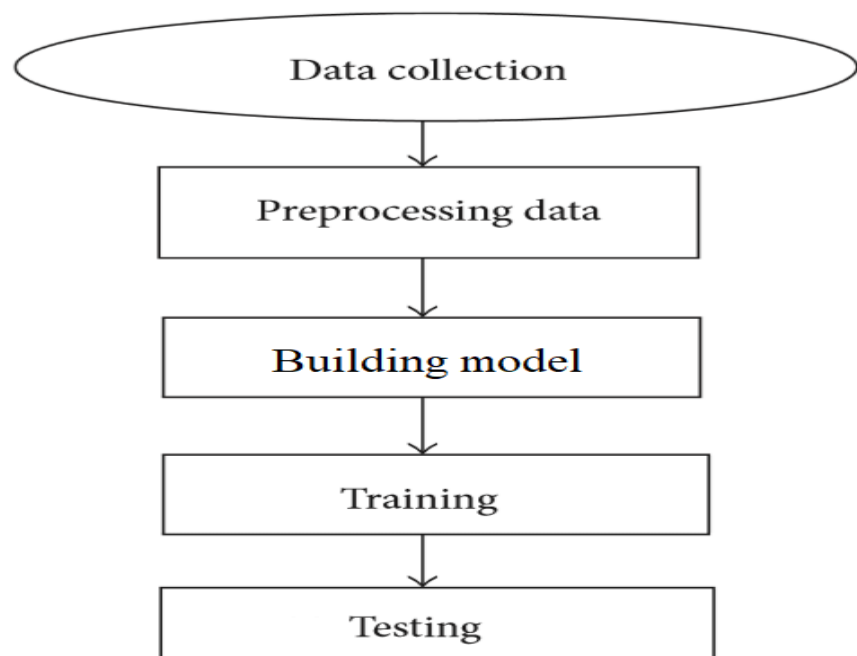 Data collection
Preprocessing data
Building model
Training
Testing